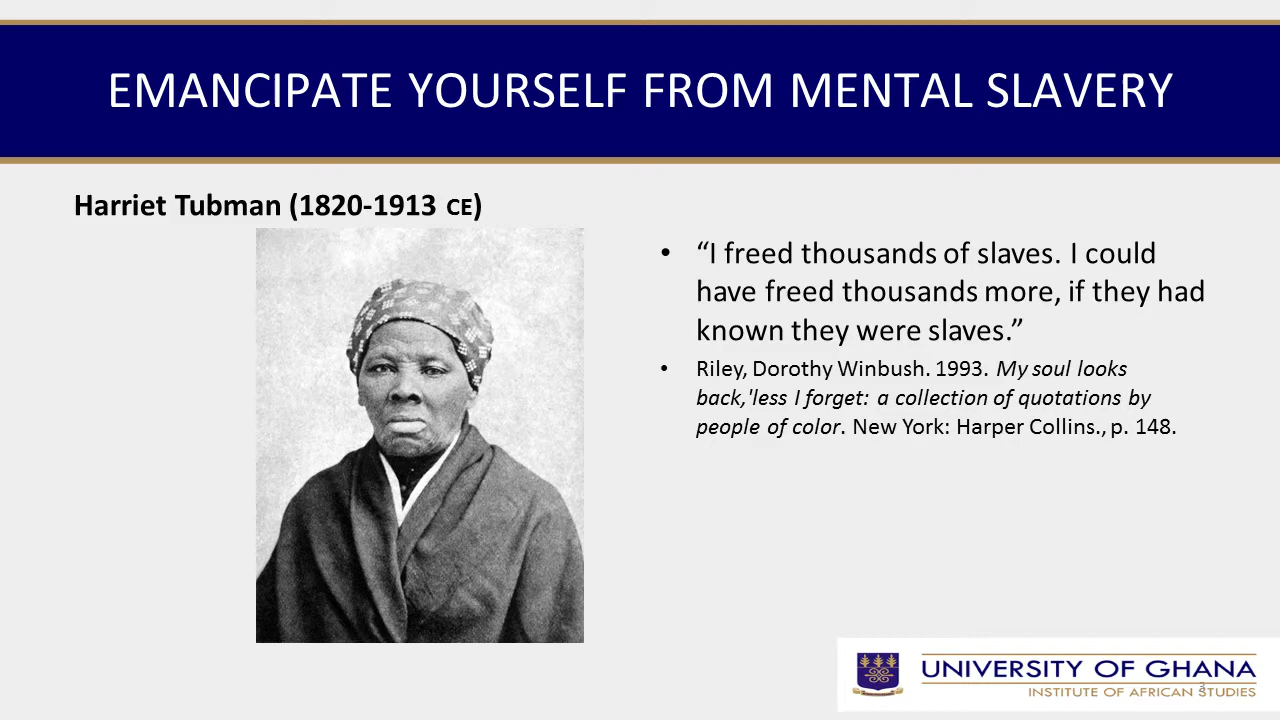 EMANCIPATE YOURSELF FROM MENTAL SLAVERY
Harriet Tubman (1820-1913 CE)
• “I freed thousands of slaves. I could
have freed thousands more, if they had
known they were slaves.”
• Riley, Dorothy Winbush. 1993. My soul looks
back,'less I forget: a collection of quotations by
people of color. New York: Harper Collins., p. 148.
UNIVERSITY OF GHANA
INSTITUTE OF AFRICAN STUDIES